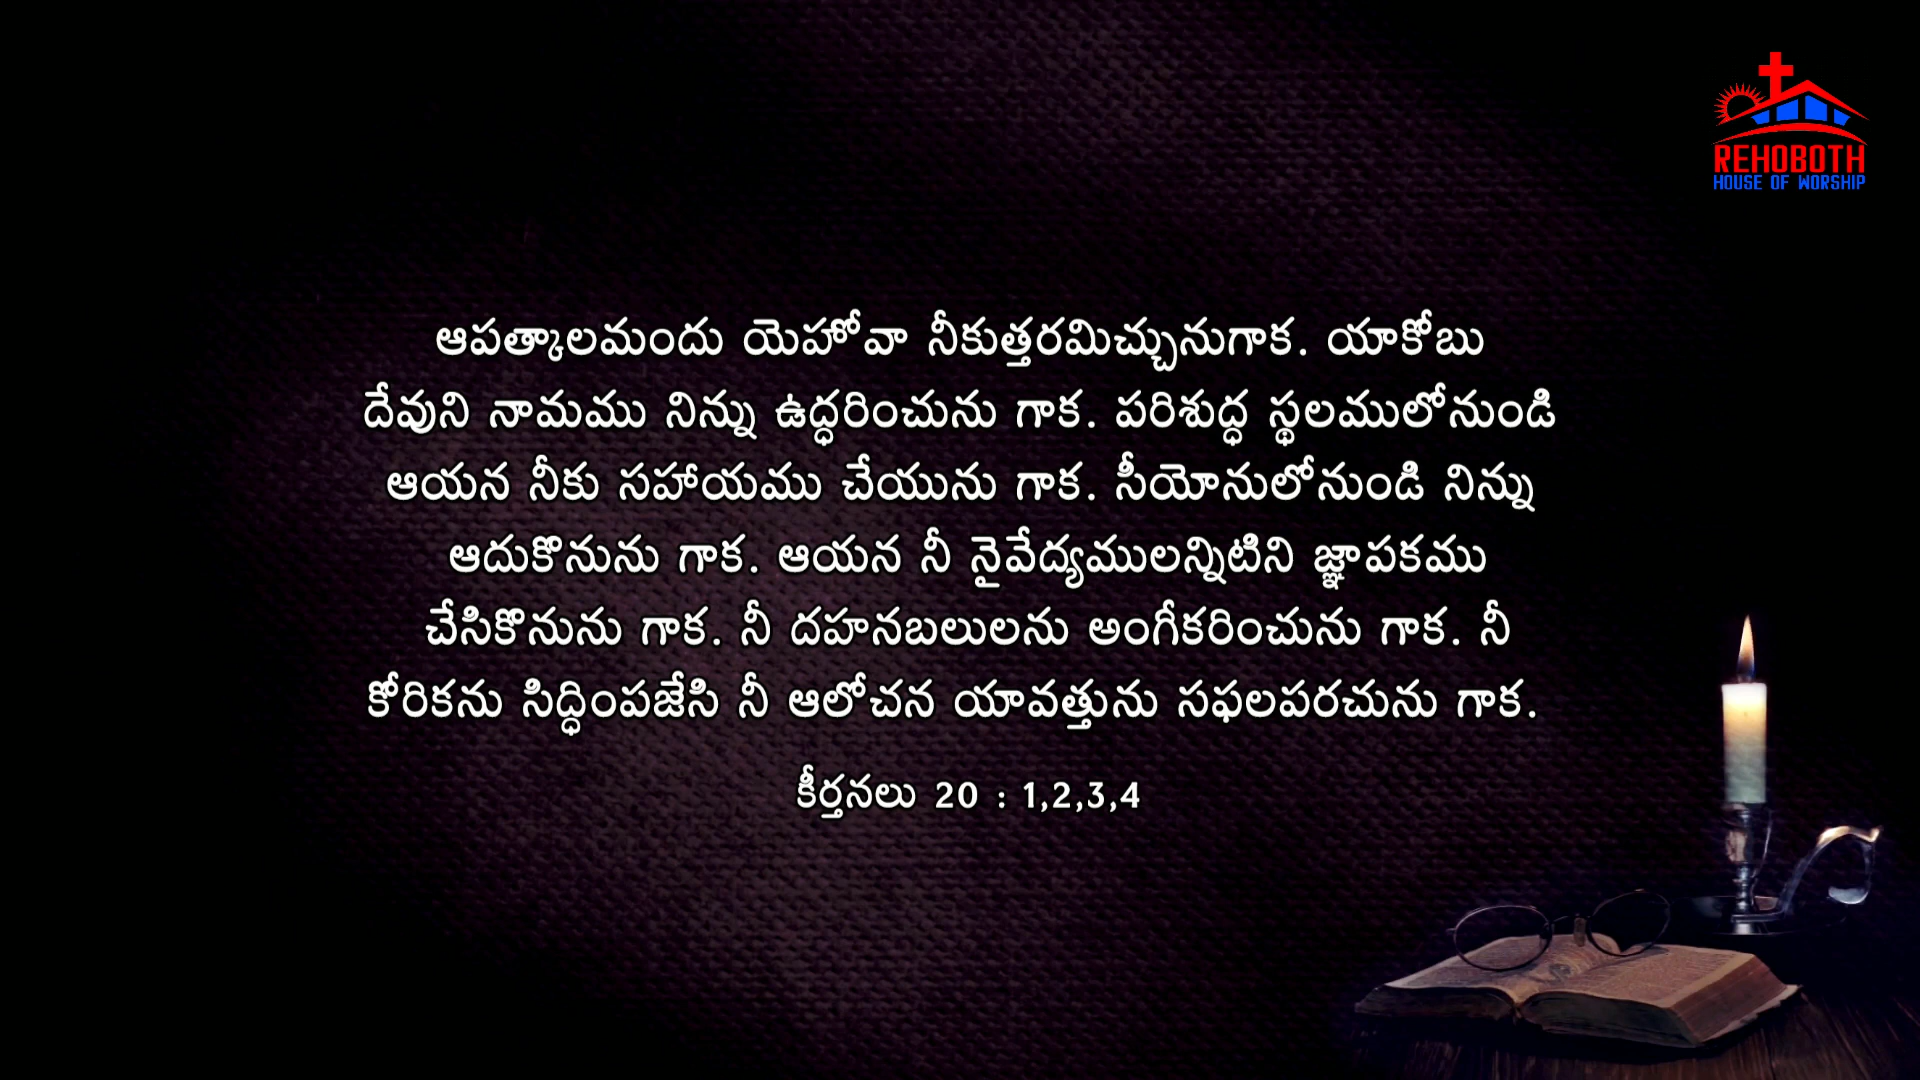 REHOBOTH
HOUSE OF WORSHIP
ఆపత్కాలమందు యెహోవా నీకుత్తరమిచ్చునుగాక. యాకోబు
దేవుని నామము నిన్ను ఉద్ధరించును గాక. పరిశుద్ధ స్థలములోనుండి
ఆయన నీకు సహాయము చేయును గాక. సీయోనులోనుండి నిన్ను
ఆదుకొనును గాక. ఆయన నీ నైవేద్యములన్నిటిని జ్ఞాపకము
చేసికొనును గాక. నీ దహనబలులను అంగీకరించును గాక. నీ
కోరికను సిద్ధింపజేసి నీ ఆలోచన యావత్తును సఫలపరచును గాక.
కీర్తనలు 20 : 1,2,3,4